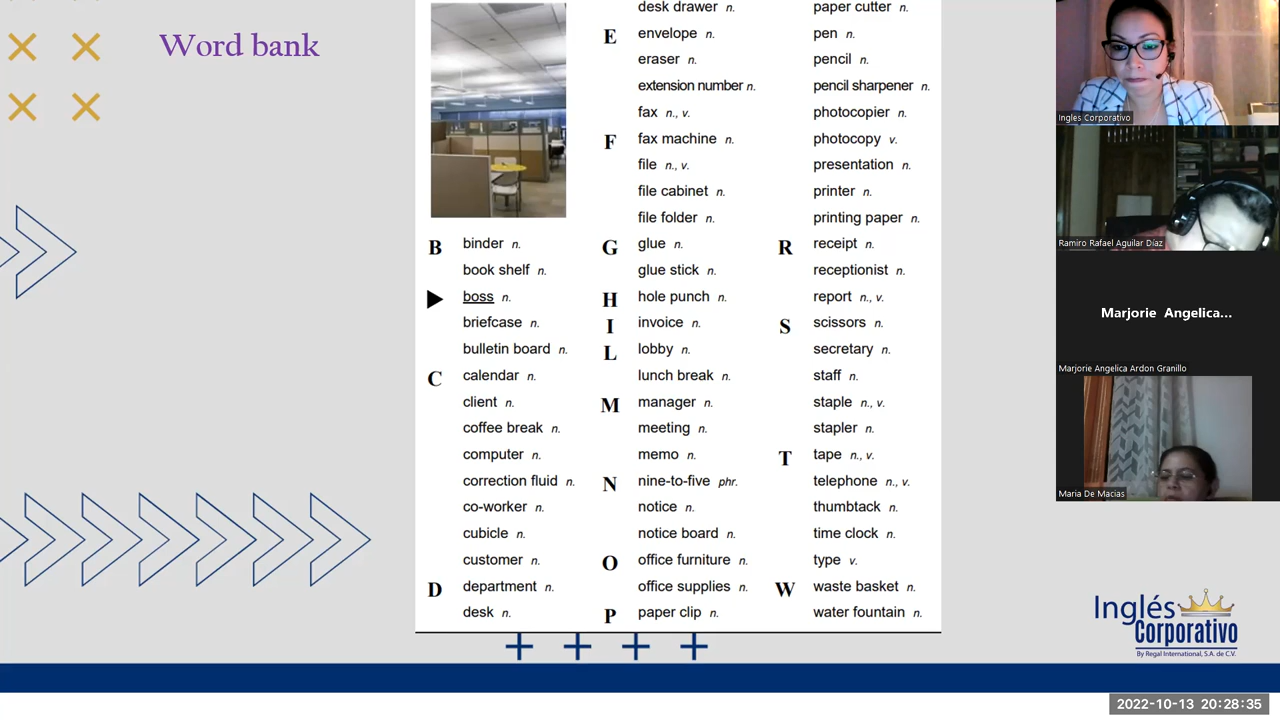 Word bank
B
binder n.
book shelf n.
boss n.
briefcase n.
bulletin board n.
C
calendar n.
client n.
coffee break n.
computer n.
correction fluid n.
co-worker n.
cubicle n.
customer n.
D
department n.
desk n.
desk drawer n.
E
envelope n.
eraser n.
extension number n.
fax n., v.
F
fax machine n.
file n., v.
file cabinet n.
file folder n.
G
glue n.
glue stick n.
H
hole punch n.
I
invoice n.
L
lobby n.
lunch break n.
M
manager n.
meeting n.
memo n.
N
nine-to-five phr.
notice n.
notice board n.
O
office furniture n.
office supplies n.
P
paper clip n.
paper cutter n.
pen n.
pencil n.
pencil sharpener n.
photocopier n.
photocopy v.
presentation n.
printer n.
printing paper n.
R
receipt n.
receptionist n.
report n., v.
S
scissors n.
secretary n.
staff n.
staple n., v.
stapler n.
T
tape n., v.
telephone n., v.
thumbtack n.
time clock n.
type v.
W
waste basket n.
water fountain n.
Ingles Corporativo
Ramiro Rafael Aguilar Díaz
Marjorie Angelica...
Marjorie Angelica Ardon Granillo
Maria De Macias
Inglés
Corporativo
By Regal International, S.A. de C.V.
2022-10-13 20:28:35